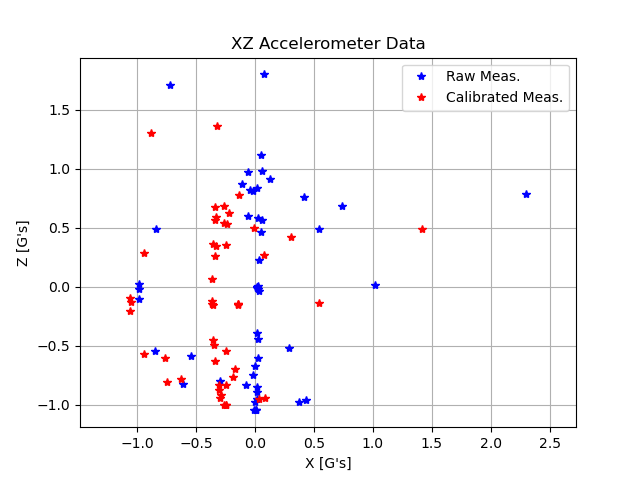 XZ Accelerometer Data
Raw Meas.
Calibrated Meas.
Z [G's]
1.5
1.0
0.5
0.0
−0.5
−1.0
−1.0 −0.5 0.0 0.5 1.0 1.5 2.0 2.5
X [G's]